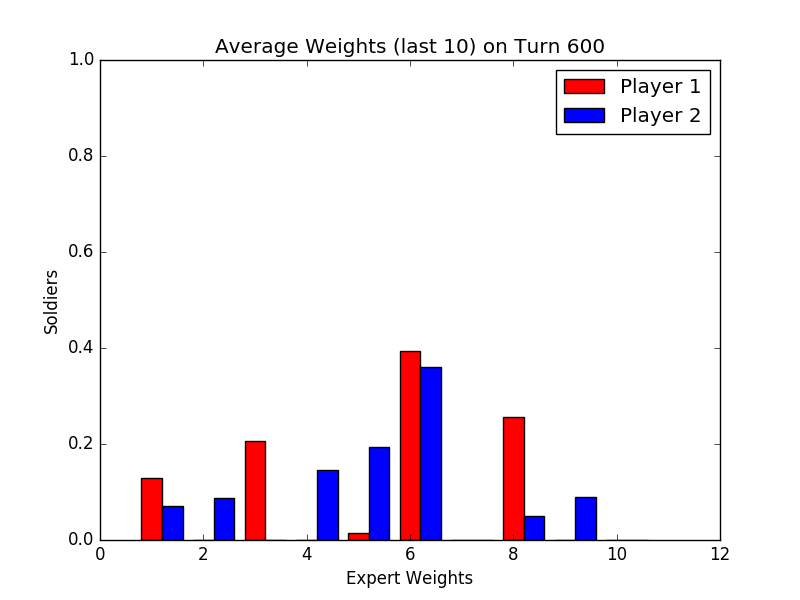 Average Weights (last 10) on Turn 600
1.0
Player 1
Player 2
0.8
0.6
0.4
0.2
0.0
Soldiers
0 2 4 6 8 10 12
Expert Weights